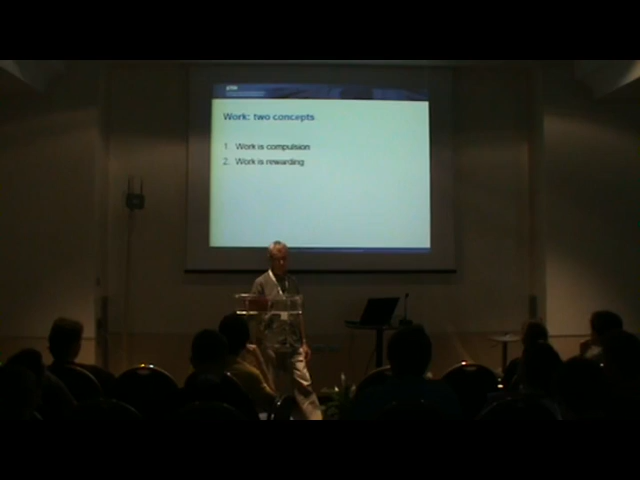 Work: two concepts
1. Work is compulsion
2. Work is rewarding